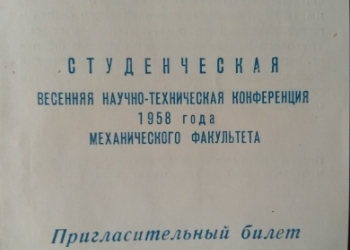 СТУДЕНЧЕСКАЯ
ВЕСЕННЯЯ НАУЧНО-ТЕХНИЧЕСКАЯ КОНФЕРЕНЦИЯ
1958 года
МЕХАНИЧЕСКОГО ФАКУЛЬТЕТА
Пригласительный билет